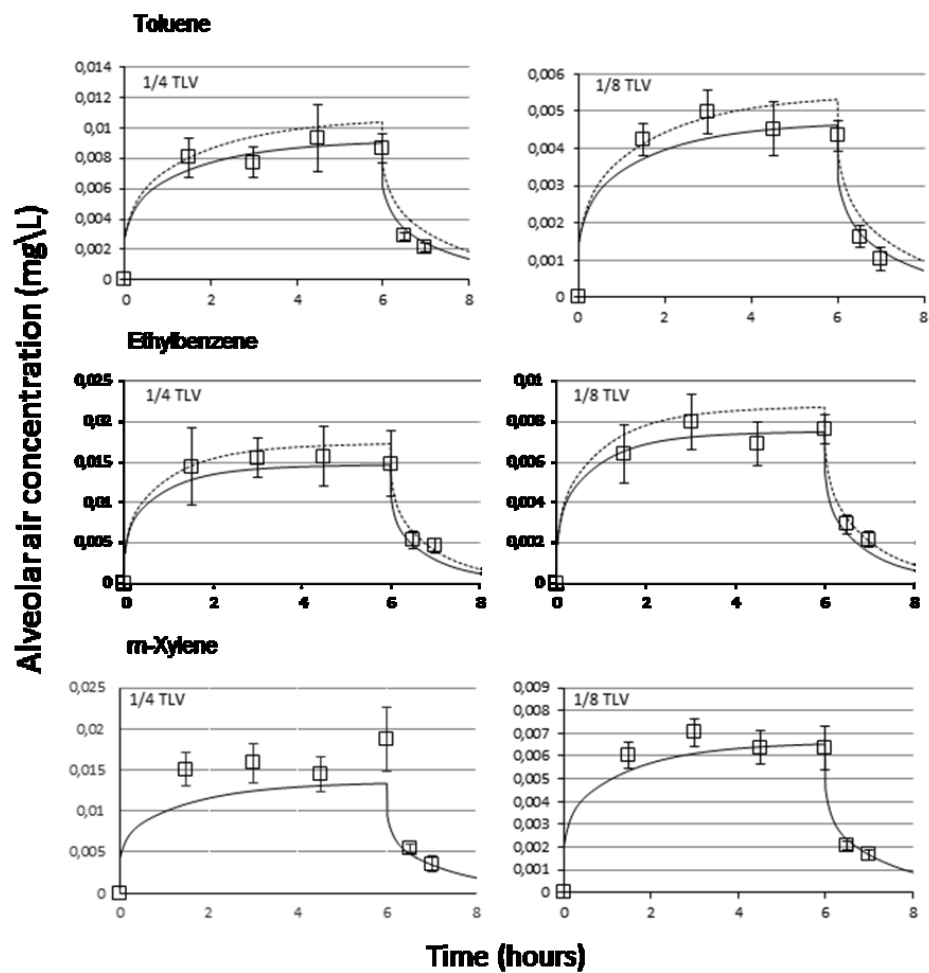 Toluene
0,014
0,012
0,01
0,008
0,006
0,004
0,002
0
1/4 TLV
0 2 4 6 8
0,006
0,005
0,004
0,003
0,002
0,001
0
1/8 TLV
0 2 4 6 8
Ethylbenzene
0,025
0,02
0,015
0,01
0,005
0
1/4 TLV
0 2 4 6 8
0,01
0,008
0,006
0,004
0,002
0
1/8 TLV
0 2 4 6 8
m-Xylene
0,025
0,02
0,015
0,01
0,005
0
1/4 TLV
0 2 4 6 8
0,009
0,008
0,007
0,006
0,005
0,004
0,003
0,002
0,001
0
1/8 TLV
0 2 4 6 8
Alveolar air concentration (mg\L)
Time (hours)